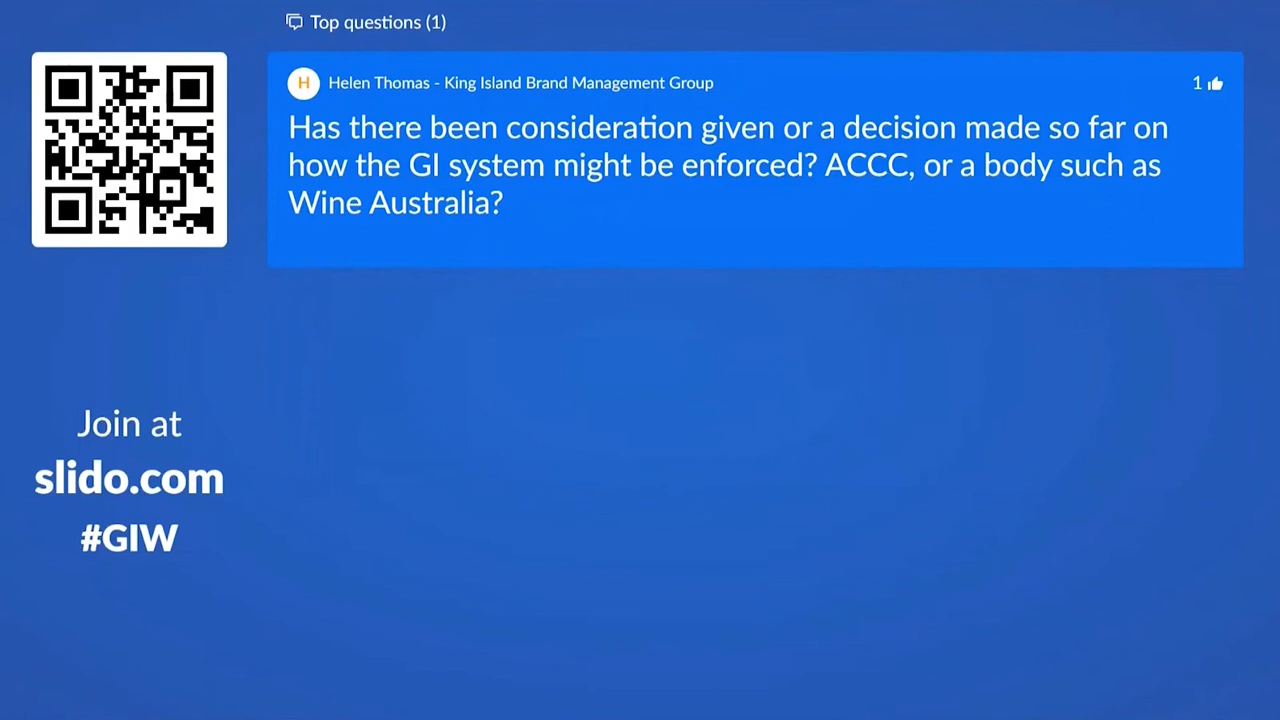 Top questions (1)
H Helen Thomas - King Island Brand Management Group 1
Has there been consideration given or a decision made so far on
how the GI system might be enforced? ACCC, or a body such as
Wine Australia?
Join at
slido.com
#GIW